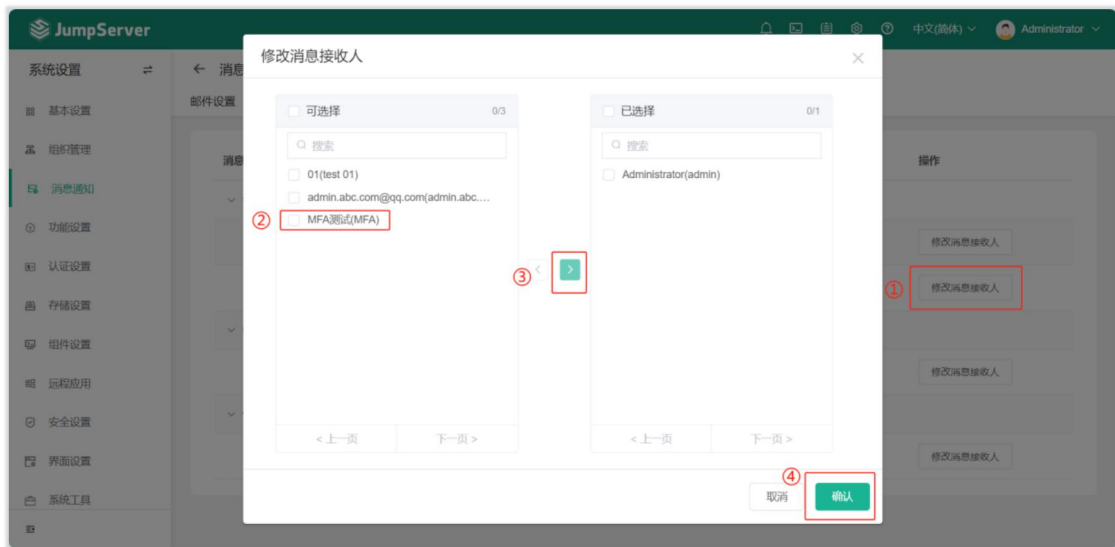 JumpServer
中文(简体)
Administrator
系统设置
消息
邮件设置
基本设置
组织管理
消息通知
功能设置
认证设置
存储设置
组件设置
远程应用
安全设置
界面设置
系统工具
消息
操作
修改消息接收人
① 修改消息接收人
修改消息接收人
修改消息接收人
修改消息接收人
可选择 0/3
搜索
01(test 01)
admin.abc.com@qq.com(admin.abc....
② MFA测试(MFA)
< 上一页 下一页 >
③ < >
已选择 0/1
搜索
Administrator(admin)
< 上一页 下一页 >
④
取消 确认